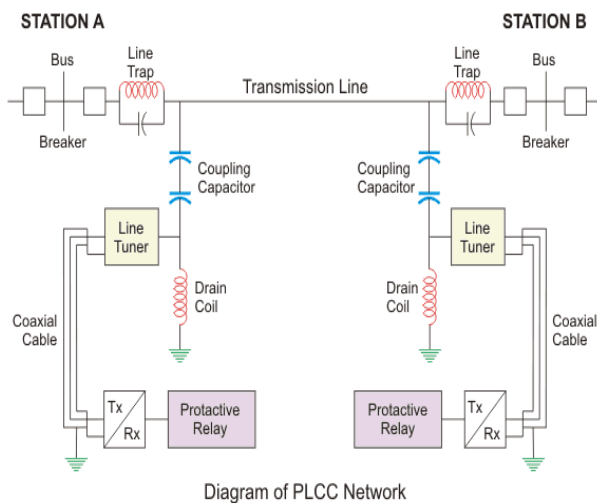 STATION A
STATION B
Line
Trap
Line
Trap
Bus
Bus
Transmission Line
Breaker
Breaker
Coupling
Capacitor
Coupling
Capacitor
Line
Tuner
Line
Tuner
Drain
Coil
Drain
Coil
Coaxial
Cable
Coaxial
Cable
Tx
Rx
Protactive
Relay
Protactive
Relay
Tx
Rx
Diagram of PLCC Network